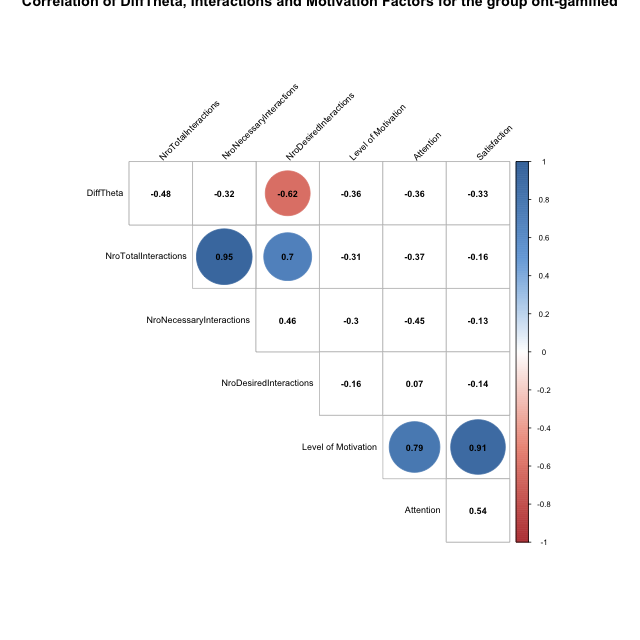 Correlation of DiffTheta, Interactions and Motivation Factors for the group ont-gamified
NroTotalInteractions
NroNecessaryInteractions
NroDesiredInteractions
Level of Motivation
Attention
Satisfaction
DiffTheta -0.48 -0.32 -0.62 -0.36 -0.36 -0.33
NroTotalInteractions 0.95 0.7 -0.31 -0.37 -0.16
NroNecessaryInteractions 0.46 -0.3 -0.45 -0.13
NroDesiredInteractions -0.16 0.07 -0.14
Level of Motivation 0.79 0.91
Attention 0.54
1
0.8
0.6
0.4
0.2
0
-0.2
-0.4
-0.6
-0.8
-1